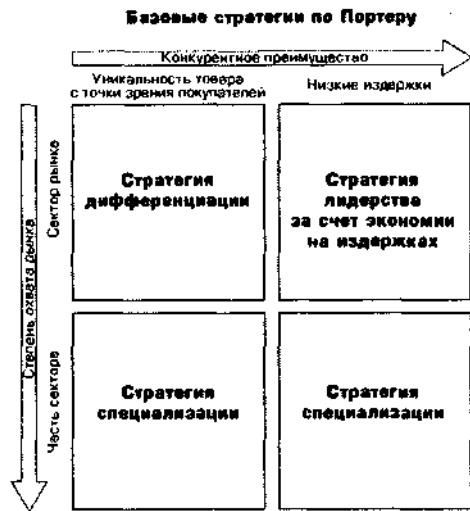 Базовые стратегии по Портеру
Конкурентное преимущество
Уникальность товара
с точки зрения покупателей
Низкие издержки
Степень охвата рынка
Сектор рынка
Стратегия
дифференциации
Стратегия
лидерства
за счет экономии
на издержках
Часть сектора
Стратегия
специализации
Стратегия
специализации